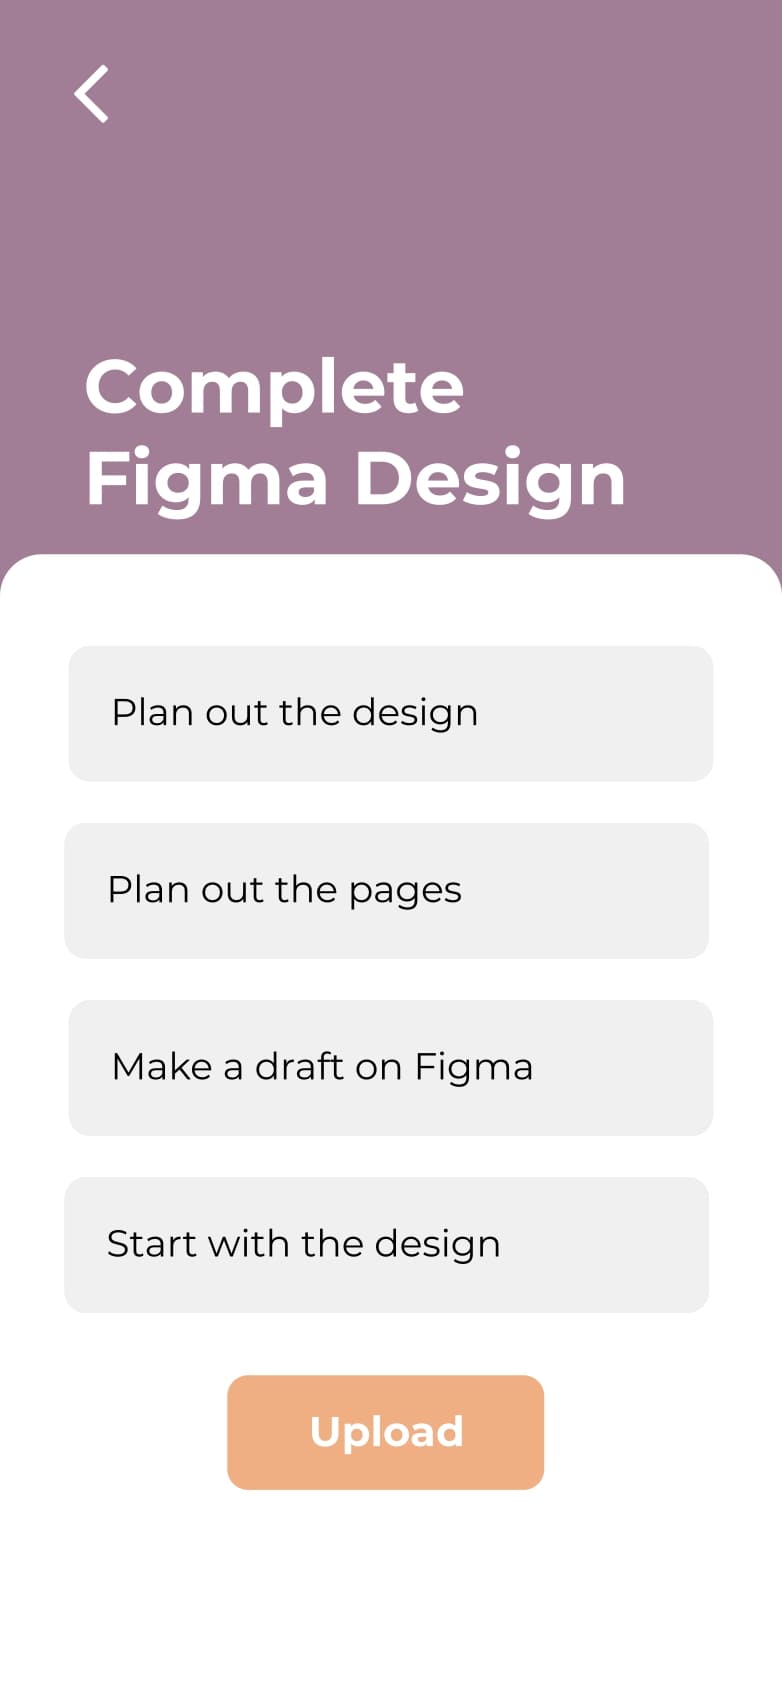 Complete
Figma Design
Plan out the design
Plan out the pages
Make a draft on Figma
Start with the design
Upload